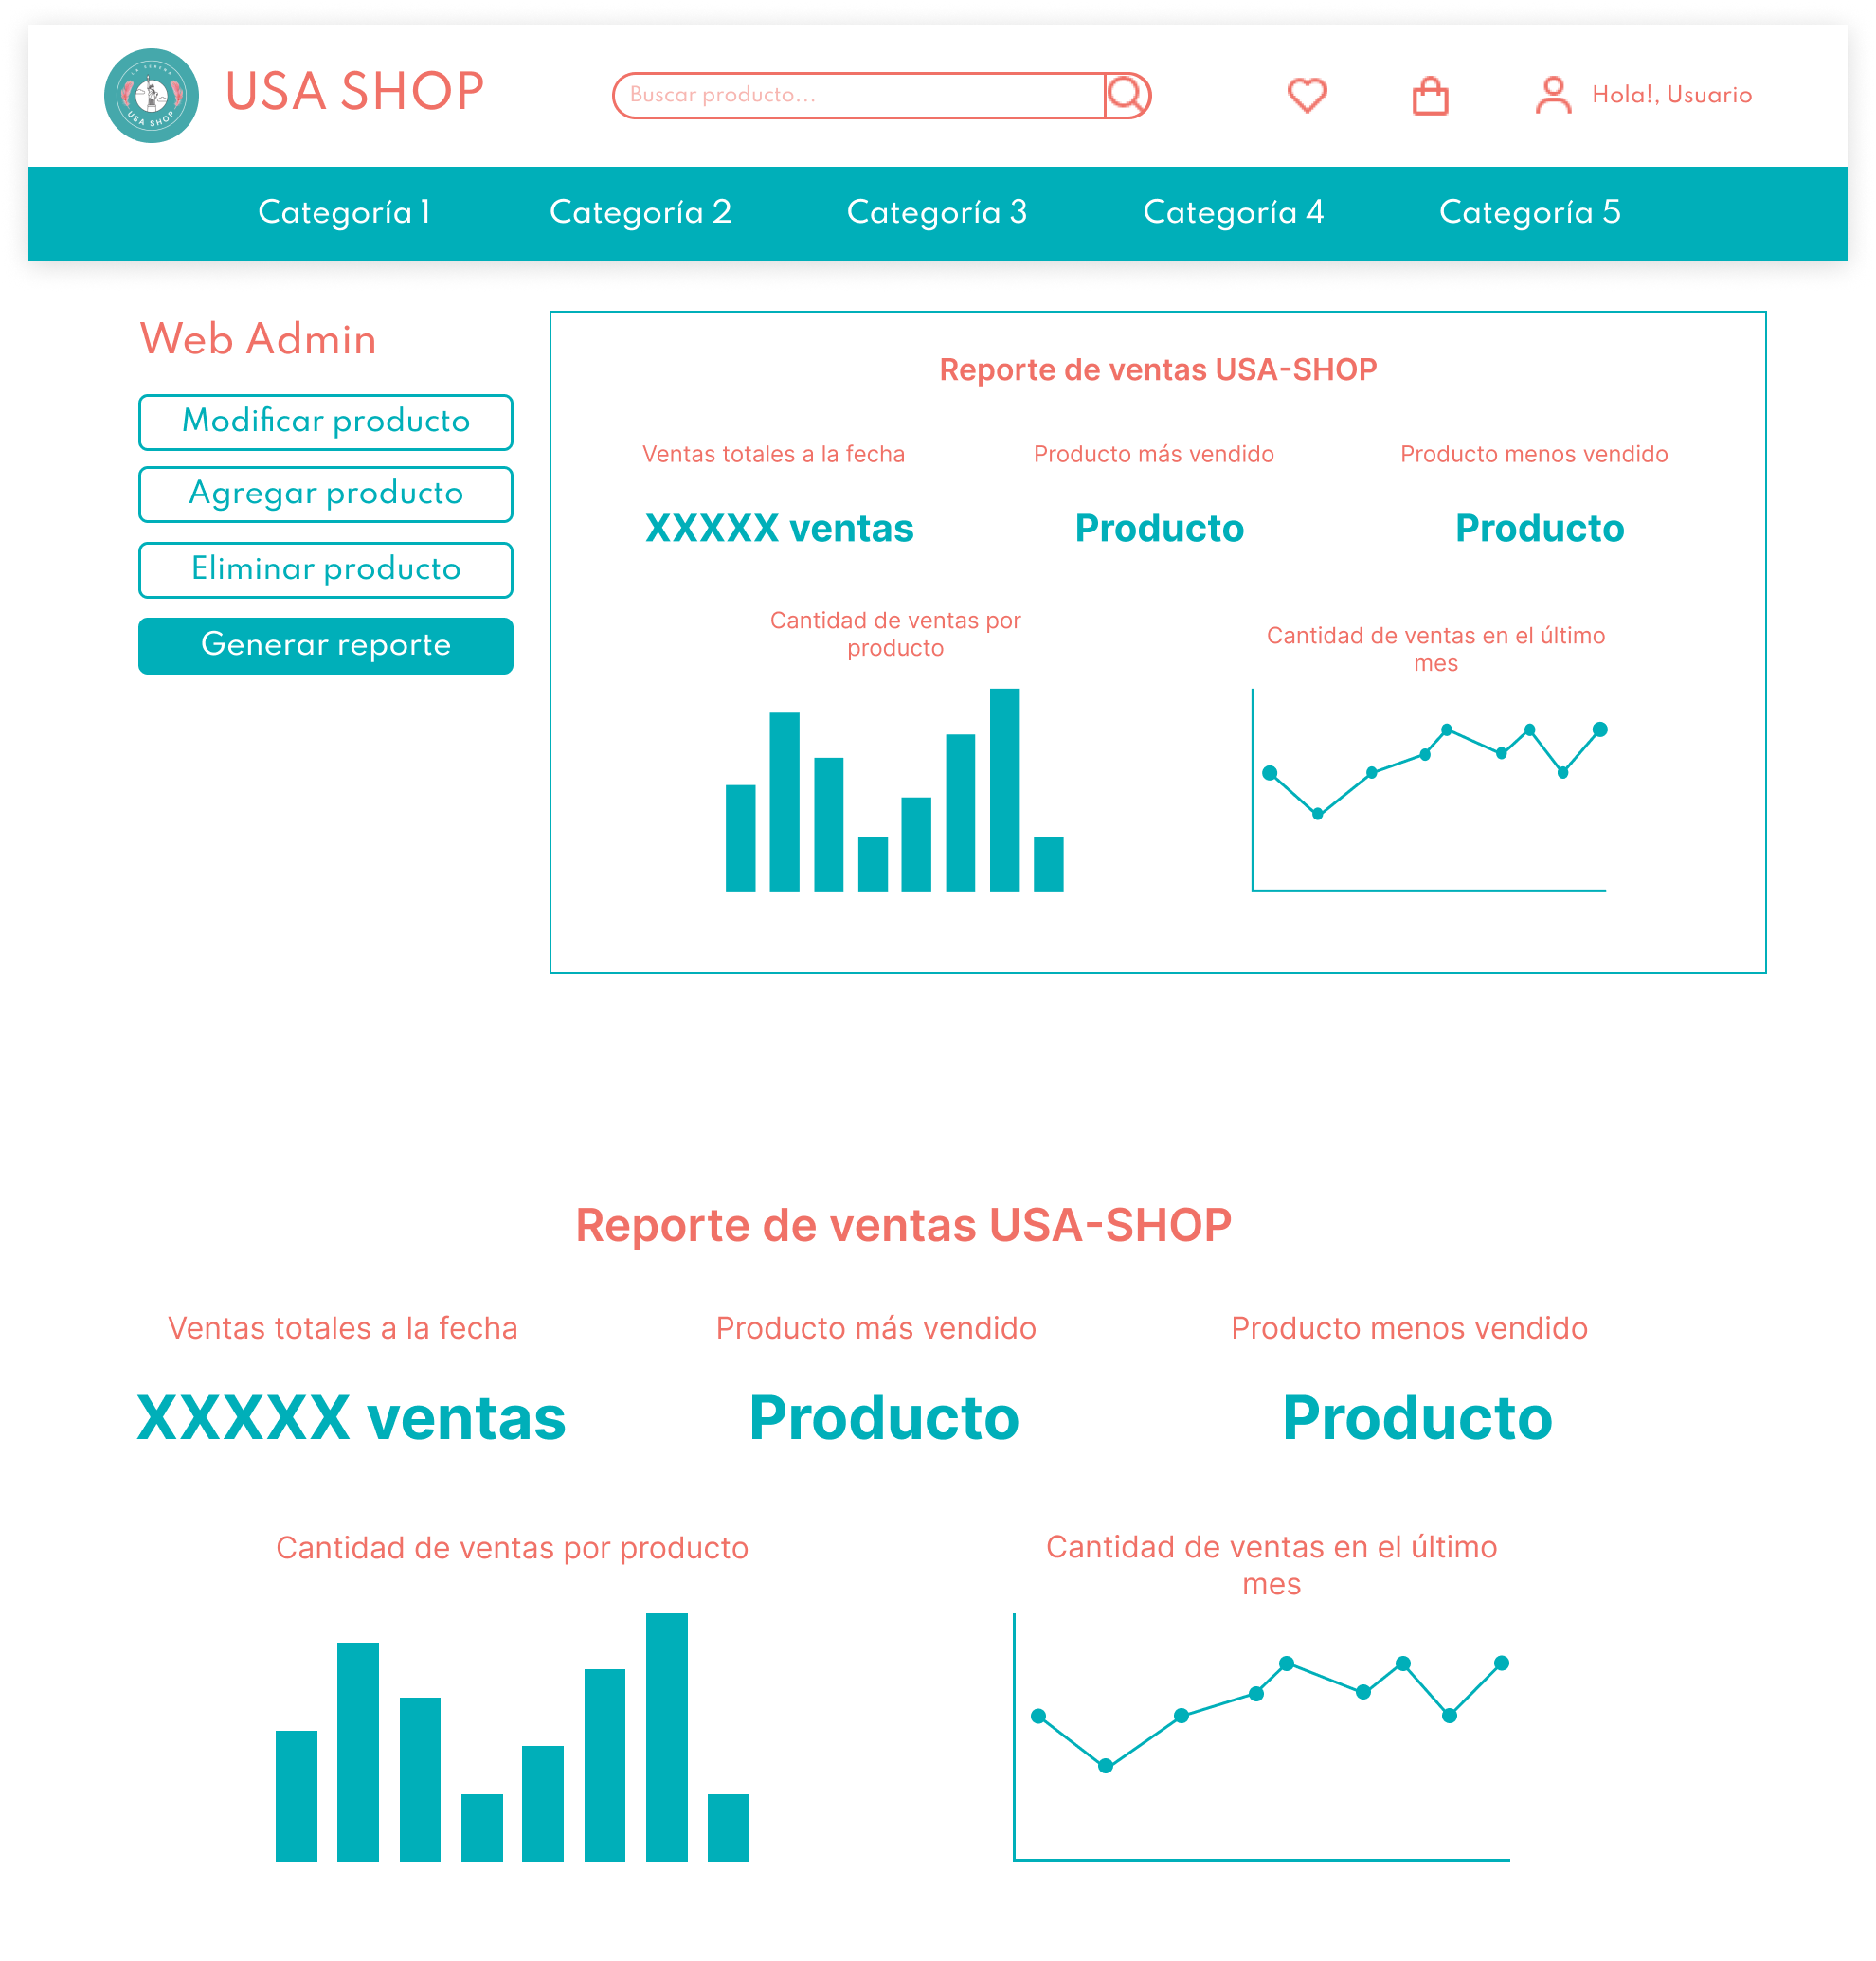 LA SERENA
USA SHOP
USA SHOP
Buscar producto...
Hola!, Usuario
Categoría 1
Categoría 2
Categoría 3
Categoría 4
Categoría 5
Web Admin
Modificar producto
Agregar producto
Eliminar producto
Generar reporte
Reporte de ventas USA-SHOP
Ventas totales a la fecha
Producto más vendido
Producto menos vendido
XXXXX ventas
Producto
Producto
Cantidad de ventas por
producto
Cantidad de ventas en el último
mes
Reporte de ventas USA-SHOP
Ventas totales a la fecha
Producto más vendido
Producto menos vendido
XXXXX ventas
Producto
Producto
Cantidad de ventas por producto
Cantidad de ventas en el último
mes